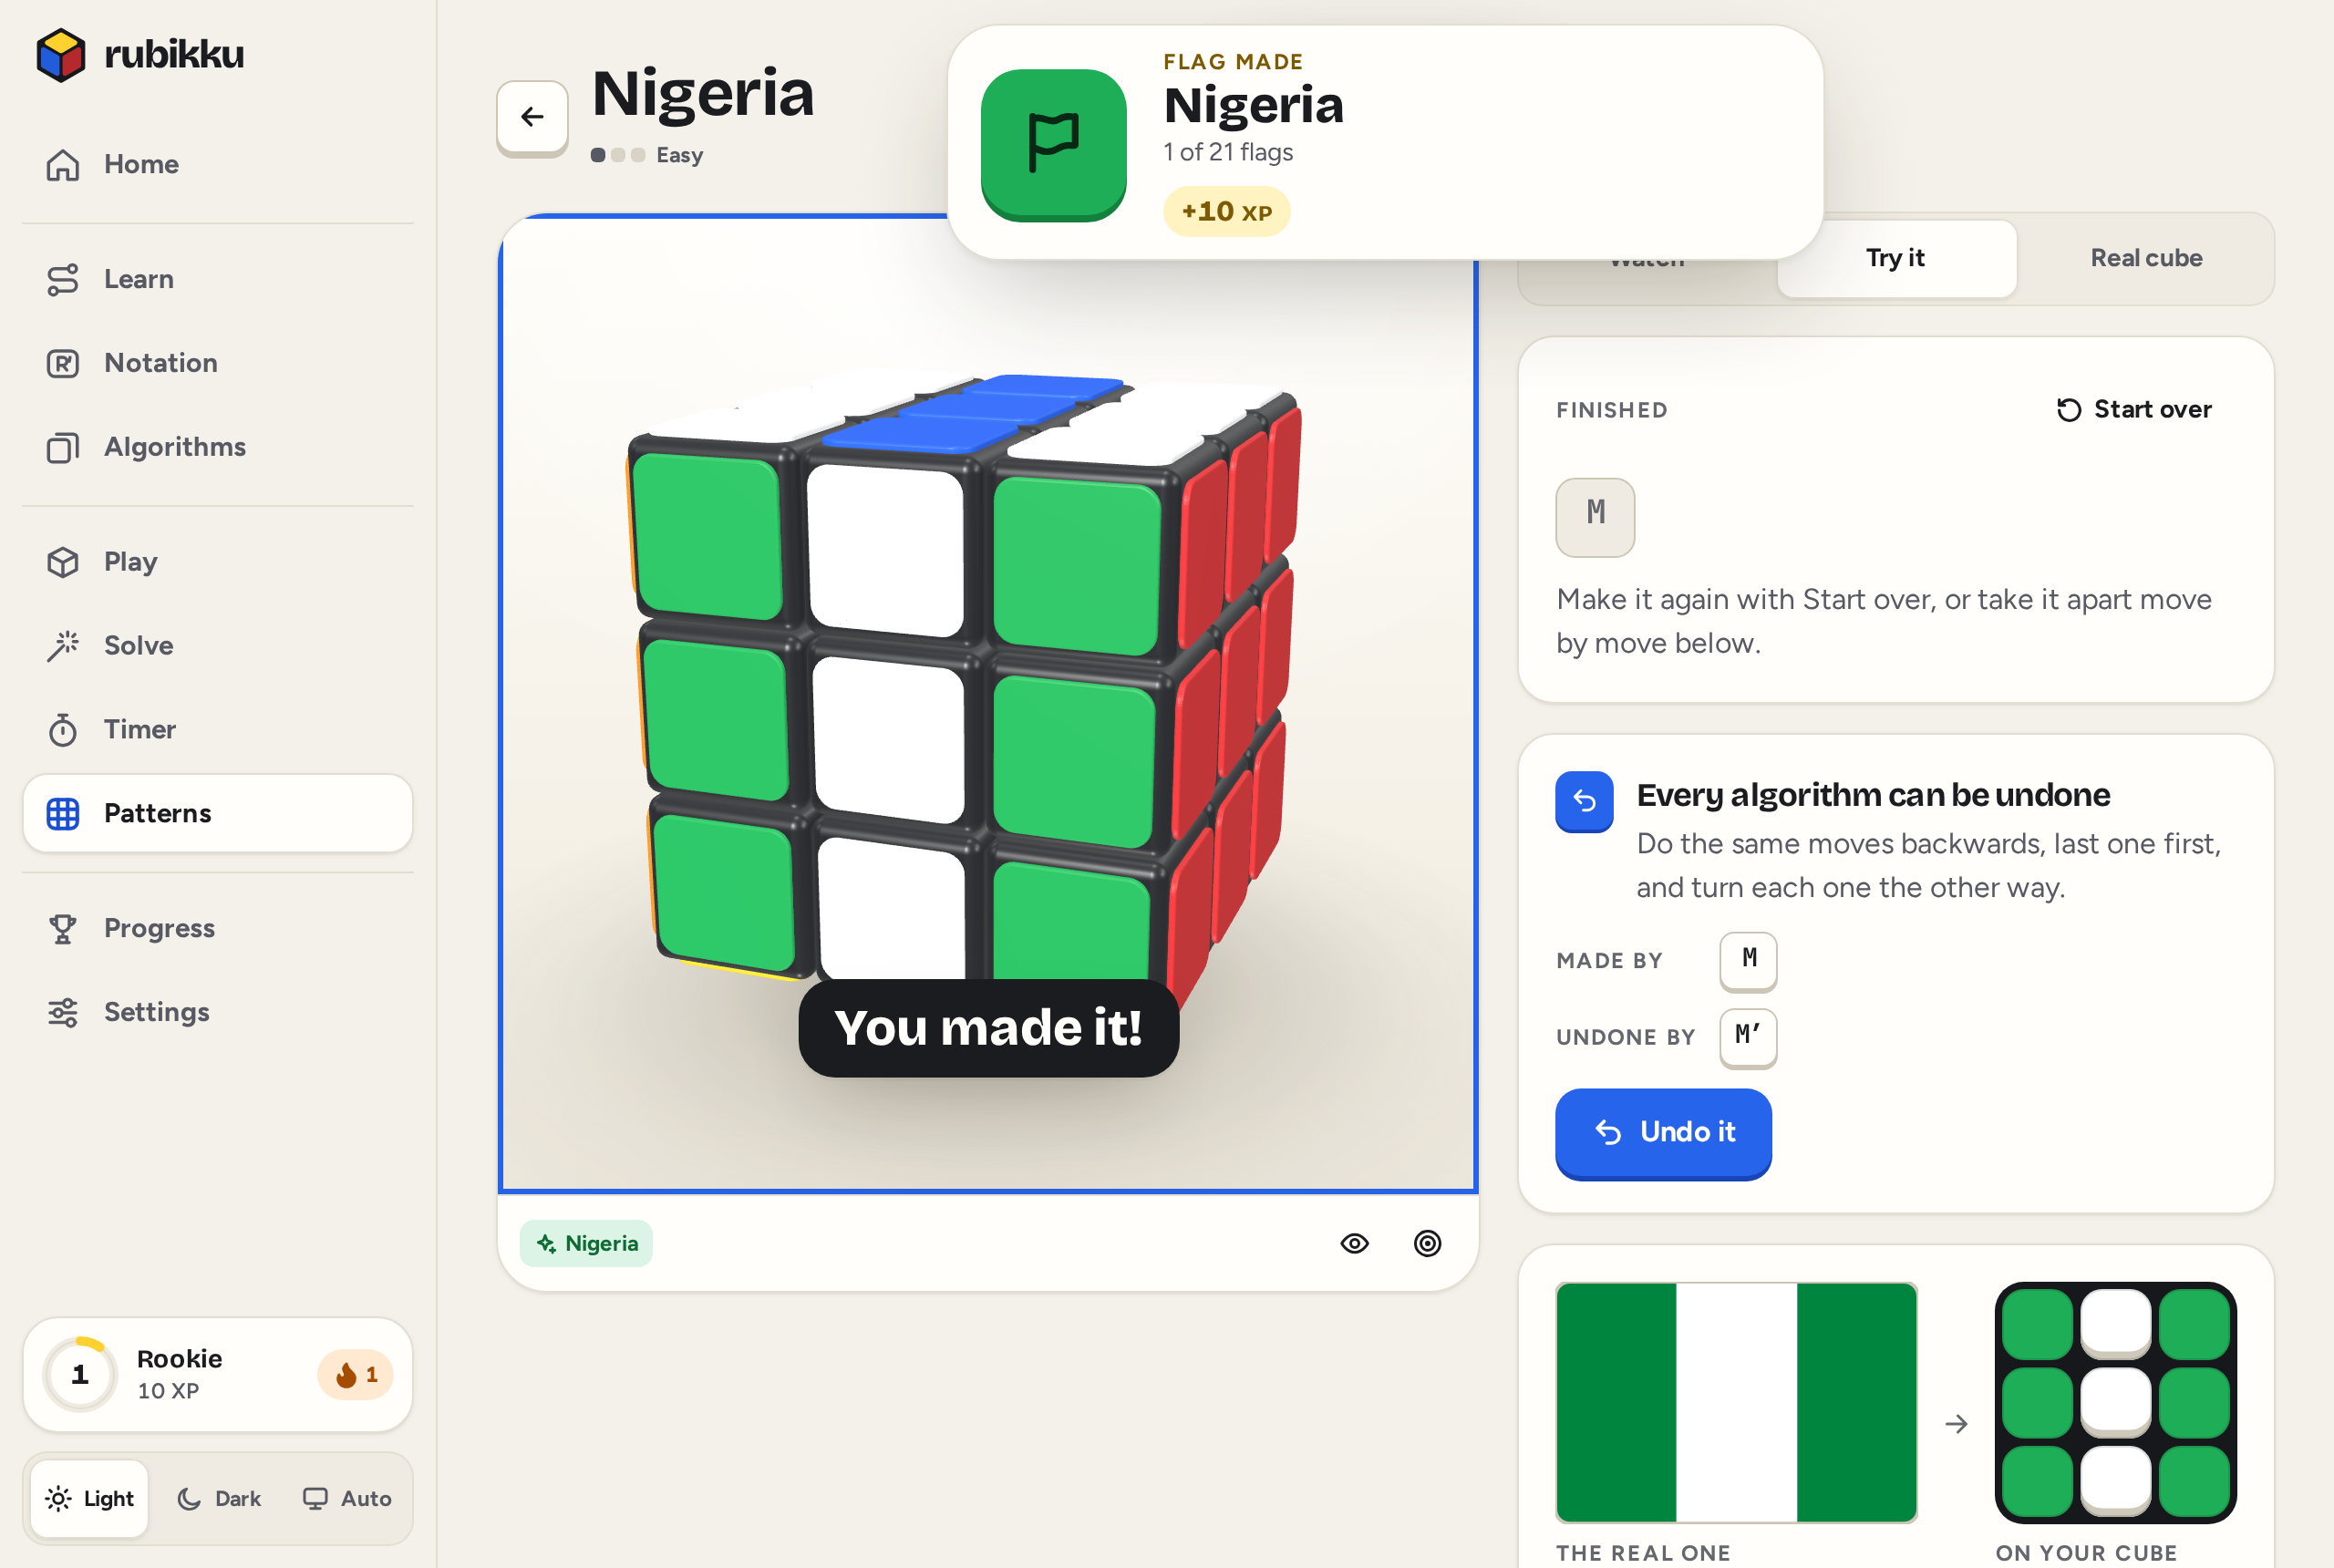 rubikku
Home
Learn
Notation
Algorithms
Play
Solve
Timer
Patterns
Progress
Settings
1
Rookie
10 XP
1
Light
Dark
Auto
Nigeria
Easy
FLAG MADE
Nigeria
1 of 21 flags
+10 XP
Watch
Try it
Real cube
You made it!
Nigeria
FINISHED
Start over
M
Make it again with Start over, or take it apart move
by move below.
Every algorithm can be undone
Do the same moves backwards, last one first,
and turn each one the other way.
MADE BY
M
UNDONE BY
M′
Undo it
THE REAL ONE
ON YOUR CUBE